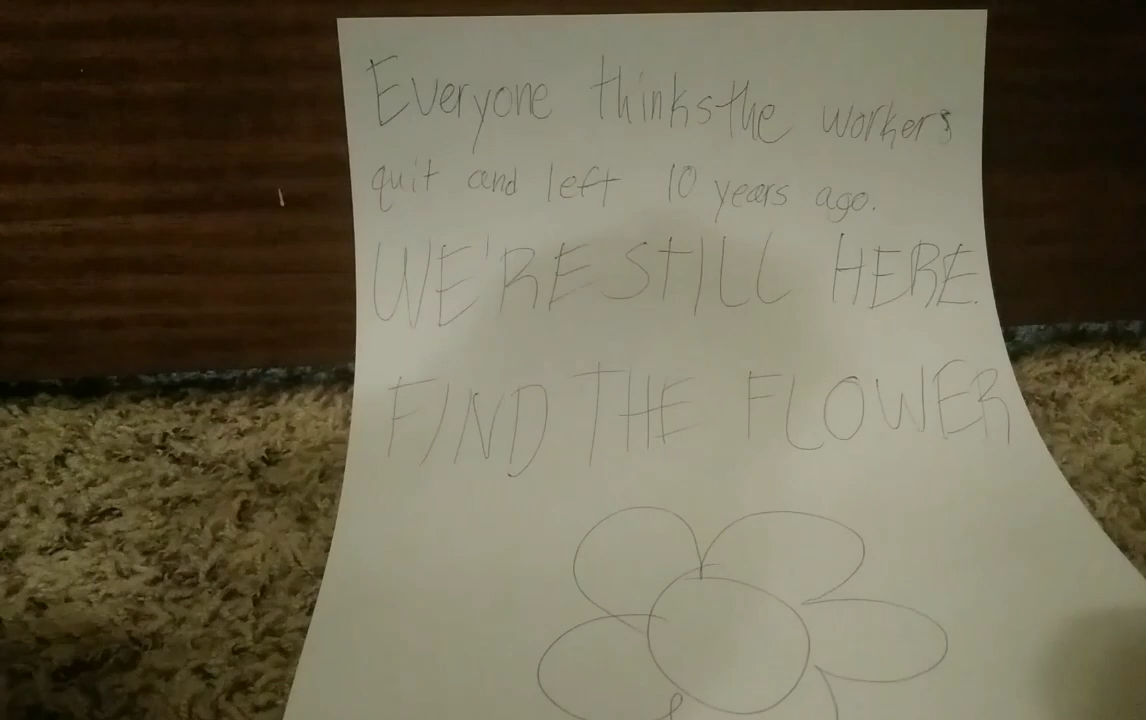 Everyone thinks the workers
quit and left 10 years ago.
WE'RE STILL HERE.
FIND THE FLOWER